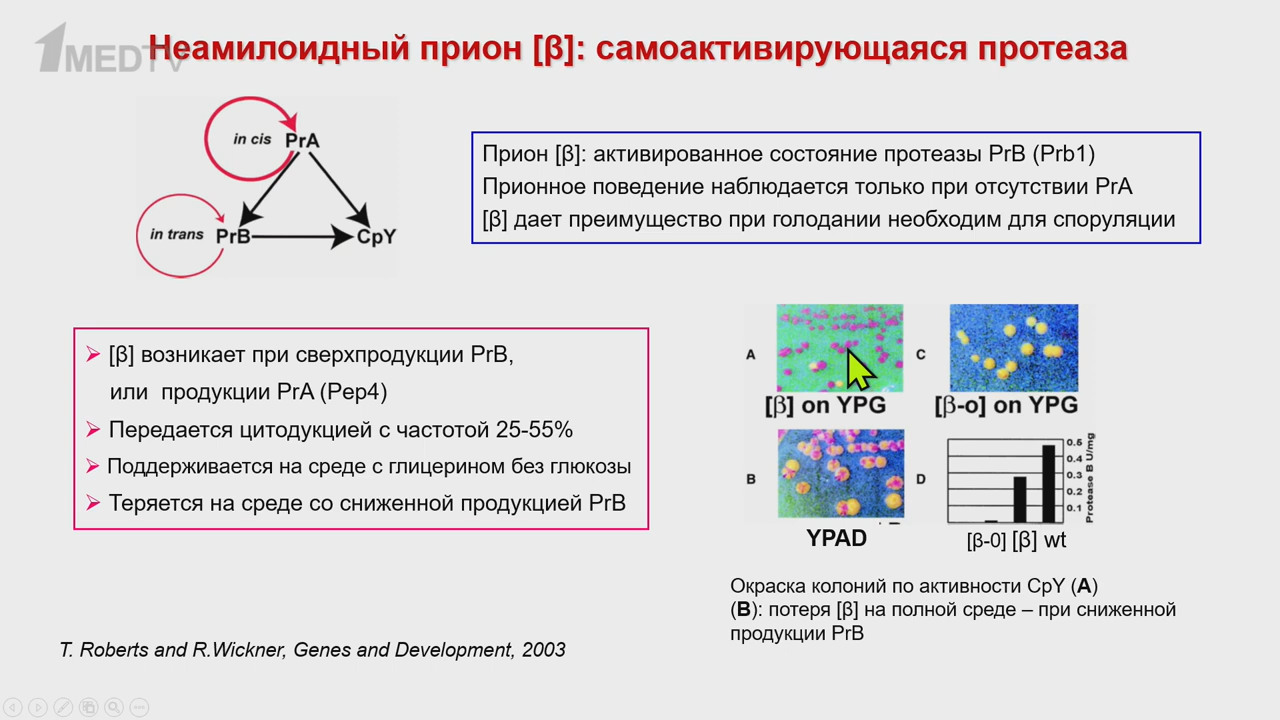 1MEDTV
Неамилоидный прион [β]: самоактивирующаяся протеаза
in cis PrA
in trans PrB CpY
Прион [β]: активированное состояние протеазы PrB (Prb1)
Прионное поведение наблюдается только при отсутствии PrA
[β] дает преимущество при голодании необходим для споруляции
[β] возникает при сверхпродукции PrB,
или продукции PrA (Pep4)
Передается цитодукцией с частотой 25-55%
Поддерживается на среде с глицерином без глюкозы
Теряется на среде со сниженной продукцией PrB
A
[β] on YPG
C
[β-o] on YPG
B
YPAD
D
0.5
0.4
0.3
0.2
0.1
Protease B U/mg
[β-0] [β] wt
Окраска колоний по активности CpY (A)
(B): потеря [β] на полной среде – при сниженной
продукции PrB
T. Roberts and R.Wickner, Genes and Development, 2003